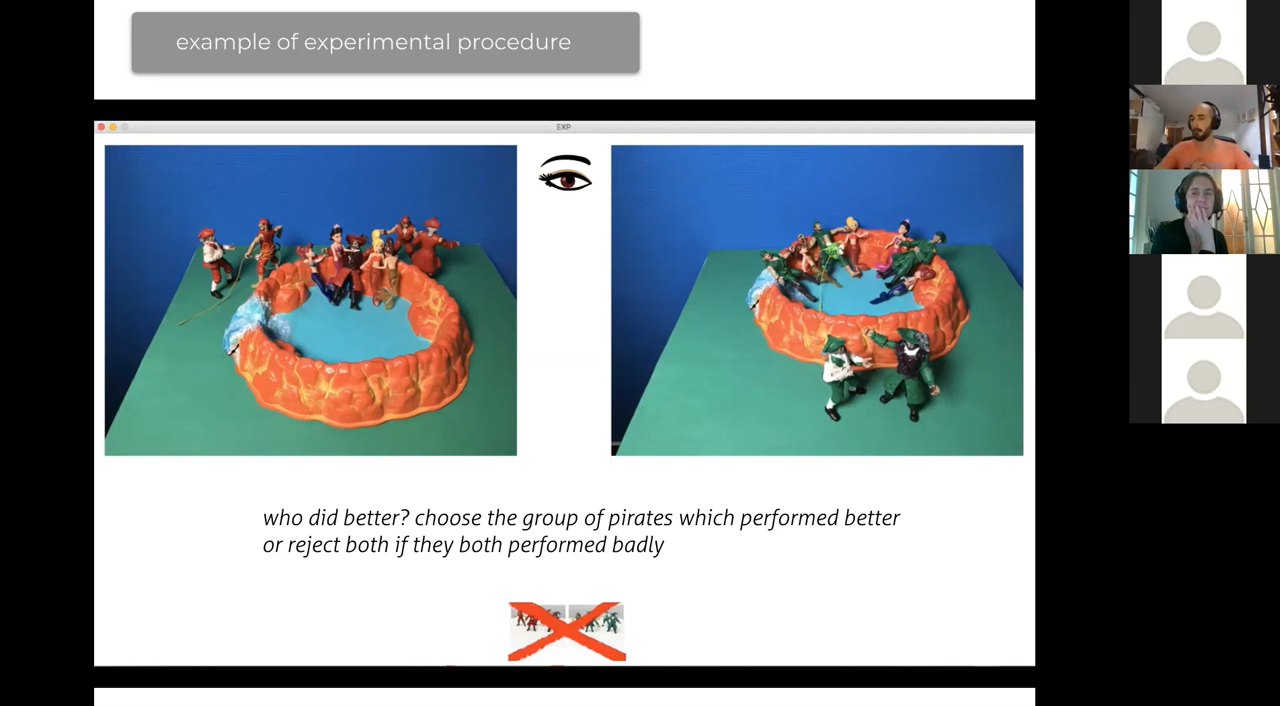 example of experimental procedure
EXP
who did better? choose the group of pirates which performed better
or reject both if they both performed badly